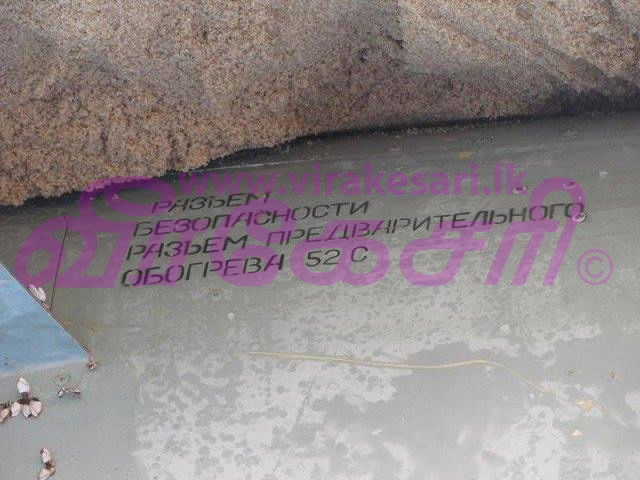 www.virakesari.lk
РАЗЪЕМ
БЕЗОПАСНОСТИ
РАЗЪЕМ ПРЕДВАРИТЕЛЬНОГО
ОБОГРЕВА 52 С
வீரகேசரி ©